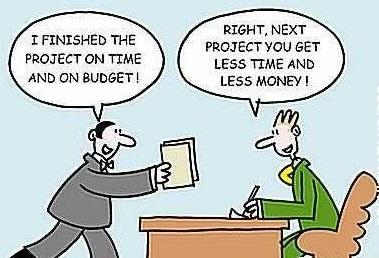 I FINISHED THE
PROJECT ON TIME
AND ON BUDGET !
RIGHT, NEXT
PROJECT YOU GET
LESS TIME AND
LESS MONEY !